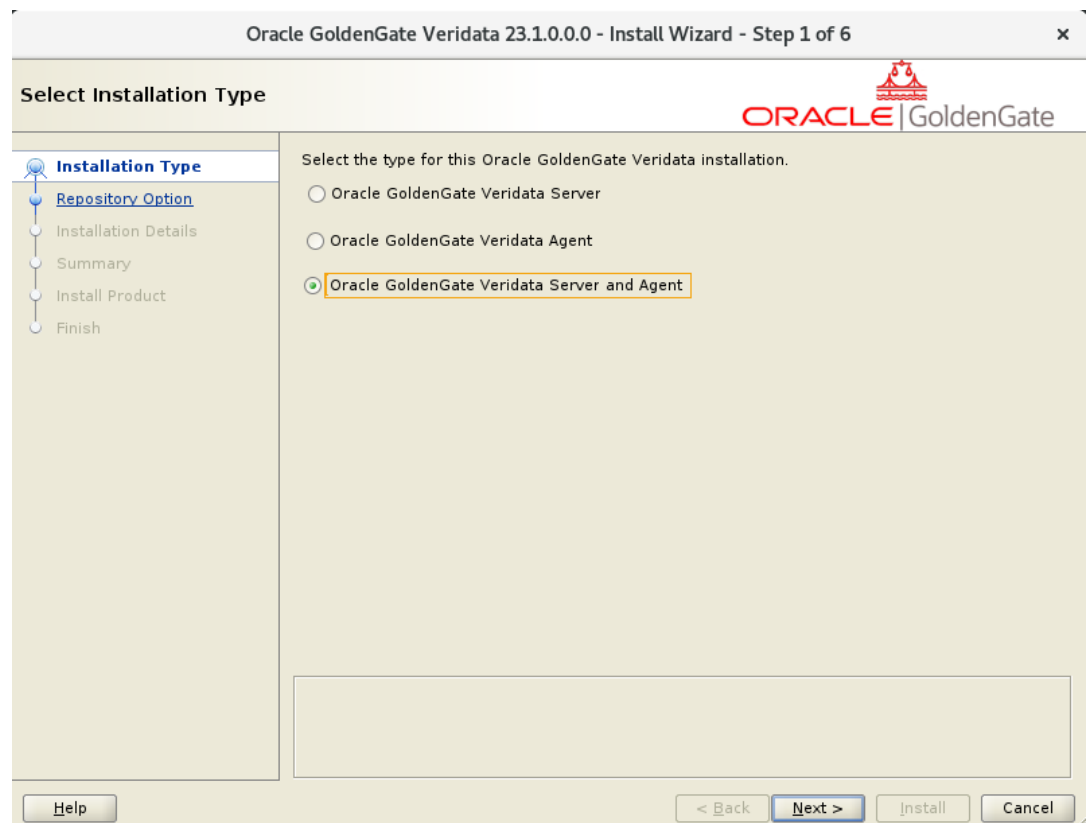 Oracle GoldenGate Veridata 23.1.0.0.0 - Install Wizard - Step 1 of 6
×
Select Installation Type
ORACLE | GoldenGate
Installation Type
Repository Option
Installation Details
Summary
Install Product
Finish
Select the type for this Oracle GoldenGate Veridata installation.
Oracle GoldenGate Veridata Server
Oracle GoldenGate Veridata Agent
Oracle GoldenGate Veridata Server and Agent
Help
< Back
Next >
Install
Cancel